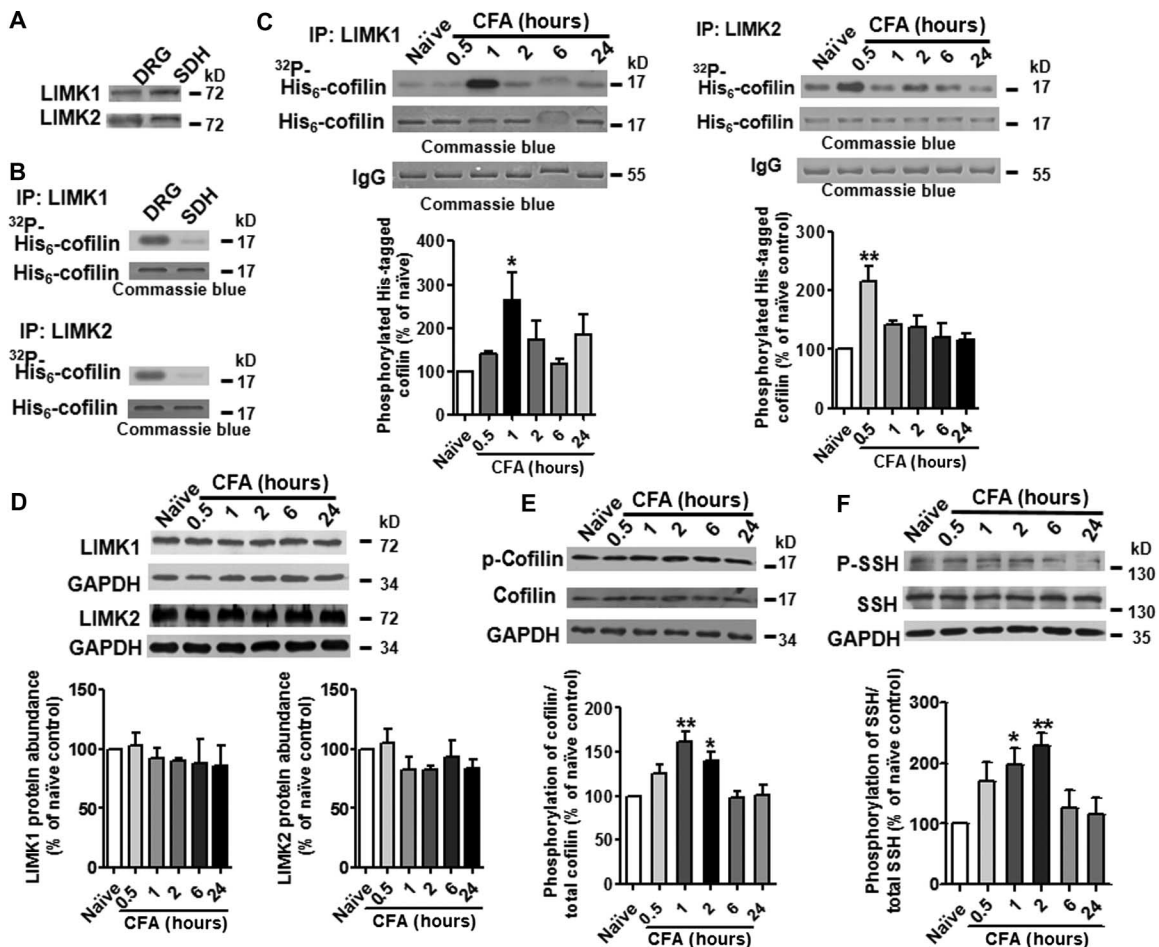 A
DRG
SDH
kD
LIMK1
72
LIMK2
72
B
IP: LIMK1
DRG
SDH
32P-
His6-cofilin
kD
17
His6-cofilin
17
Commassie blue
IP: LIMK2
32P-
His6-cofilin
kD
17
His6-cofilin
17
Commassie blue
C
IP: LIMK1
Naïve
CFA (hours)
0.5 1 2 6 24
kD
32P-
His6-cofilin
17
His6-cofilin
17
Commassie blue
IgG
55
Commassie blue
Phosphorylated His-tagged
cofilin (% of naïve)
400
300
200
100
0
*
Naïve 0.5 1 2 6 24
CFA (hours)
IP: LIMK2
Naïve
CFA (hours)
0.5 1 2 6 24
kD
32P-
His6-cofilin
17
His6-cofilin
17
Commassie blue
IgG
55
Commassie blue
Phosphorylated His-tagged
cofilin (% of naïve control)
300
200
100
0
**
Naïve 0.5 1 2 6 24
CFA (hours)
D
Naïve
CFA (hours)
0.5 1 2 6 24
kD
LIMK1
72
GAPDH
34
LIMK2
72
GAPDH
34
LIMK1 protein abundance
(% of naïve control)
150
100
50
0
Naïve 0.5 1 2 6 24
CFA (hours)
LIMK2 protein abundance
(% of naïve control)
150
100
50
0
Naïve 0.5 1 2 6 24
CFA (hours)
E
Naïve
CFA (hours)
0.5 1 2 6 24
kD
p-Cofilin
17
Cofilin
17
GAPDH
34
Phosphorylation of cofilin/
total cofilin (% of naïve control)
200
150
100
50
0
**
*
Naïve 0.5 1 2 6 24
CFA (hours)
F
Naïve
CFA (hours)
0.5 1 2 6 24
kD
P-SSH
130
SSH
130
GAPDH
35
Phosphorylation of SSH/
total SSH (% of naïve control)
300
200
100
0
*
**
Naïve 0.5 1 2 6 24
CFA (hours)